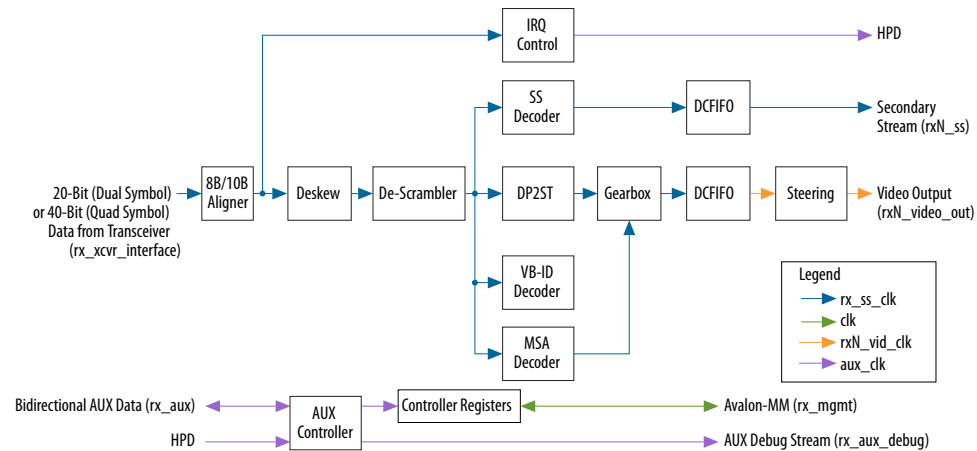 IRQ
Control
HPD
SS
Decoder
DCFIFO
Secondary
Stream (rxN_ss)
20-Bit (Dual Symbol)
or 40-Bit (Quad Symbol)
Data from Transceiver
(rx_xcvr_interface)
8B/10B
Aligner
Deskew
De-Scrambler
DP2ST
Gearbox
DCFIFO
Steering
Video Output
(rxN_video_out)
VB-ID
Decoder
MSA
Decoder
Legend
rx_ss_clk
clk
rxN_vid_clk
aux_clk
Bidirectional AUX Data (rx_aux)
HPD
AUX
Controller
Controller Registers
Avalon-MM (rx_mgmt)
AUX Debug Stream (rx_aux_debug)